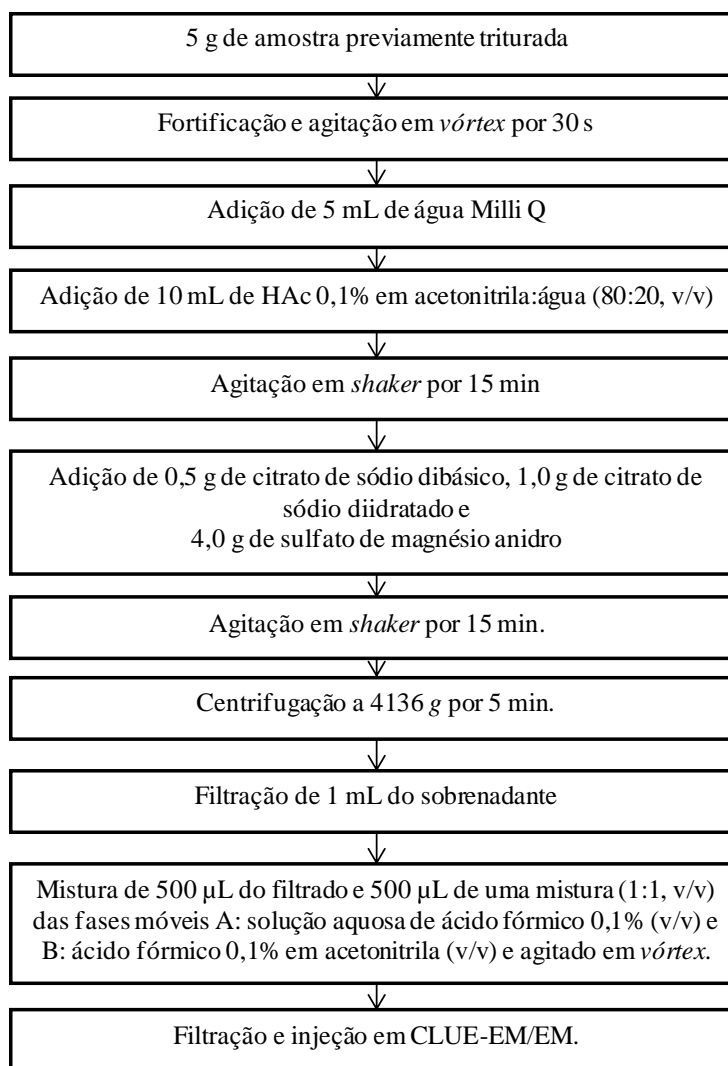 5 g de amostra previamente triturada
Fortificação e agitação em vórtex por 30 s
Adição de 5 mL de água Milli Q
Adição de 10 mL de HAc 0,1% em acetonitrila:água (80:20, v/v)
Agitação em shaker por 15 min
Adição de 0,5 g de citrato de sódio dibásico, 1,0 g de citrato de
sódio diidratado e
4,0 g de sulfato de magnésio anidro
Agitação em shaker por 15 min.
Centrifugação a 4136 g por 5 min.
Filtração de 1 mL do sobrenadante
Mistura de 500 µL do filtrado e 500 µL de uma mistura (1:1, v/v)
das fases móveis A: solução aquosa de ácido fórmico 0,1% (v/v) e
B: ácido fórmico 0,1% em acetonitrila (v/v) e agitado em vórtex.
Filtração e injeção em CLUE-EM/EM.